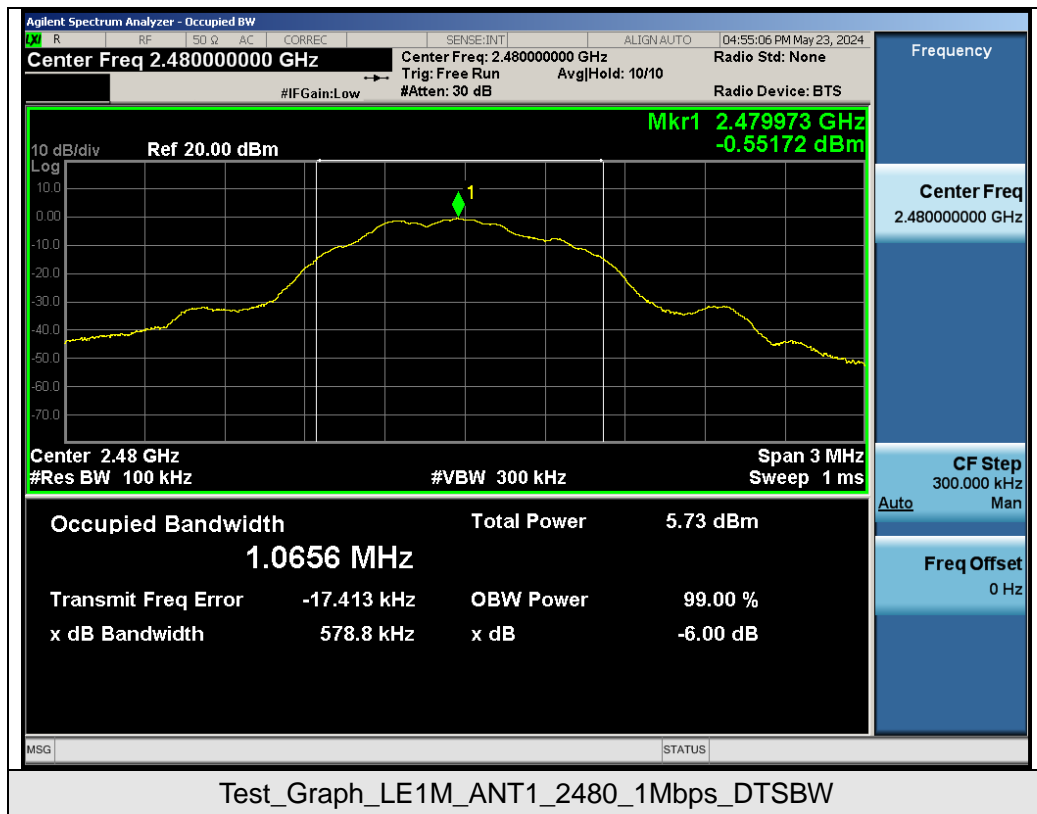 Agilent Spectrum Analyzer - Occupied BW
LXI R RF 50 Ω AC CORREC SENSE:INT ALIGN AUTO 04:55:06 PM May 23, 2024
Center Freq 2.480000000 GHz
Center Freq: 2.480000000 GHz Radio Std: None
Trig: Free Run Avg|Hold: 10/10
#IFGain:Low #Atten: 30 dB Radio Device: BTS
Mkr1 2.479973 GHz
-0.55172 dBm
10 dB/div Ref 20.00 dBm
Log
10.0
1
0.00
-10.0
-20.0
-30.0
-40.0
-50.0
-60.0
-70.0
Center 2.48 GHz Span 3 MHz
#Res BW 100 kHz #VBW 300 kHz Sweep 1 ms
Occupied Bandwidth Total Power 5.73 dBm
1.0656 MHz
Transmit Freq Error -17.413 kHz OBW Power 99.00 %
x dB Bandwidth 578.8 kHz x dB -6.00 dB
MSG STATUS
Frequency
Center Freq
2.480000000 GHz
CF Step
300.000 kHz
Auto Man
Freq Offset
0 Hz
Test_Graph_LE1M_ANT1_2480_1Mbps_DTSBW